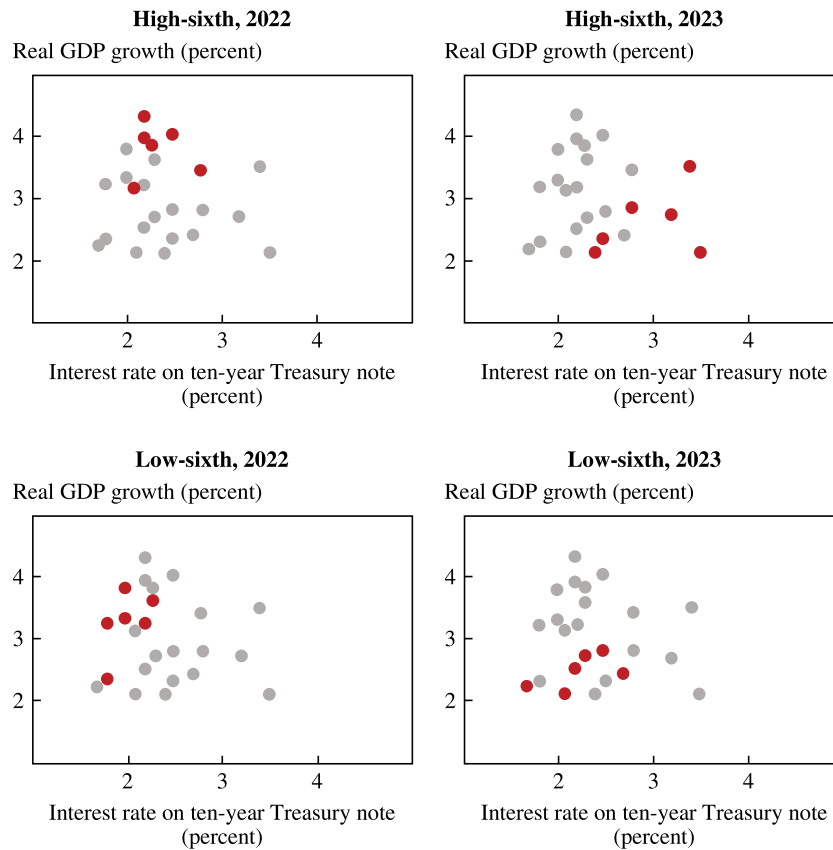 High-sixth, 2022
Real GDP growth (percent)
4
3
2
2 3 4
Interest rate on ten-year Treasury note
(percent)
High-sixth, 2023
Real GDP growth (percent)
4
3
2
2 3 4
Interest rate on ten-year Treasury note
(percent)
Low-sixth, 2022
Real GDP growth (percent)
4
3
2
2 3 4
Interest rate on ten-year Treasury note
(percent)
Low-sixth, 2023
Real GDP growth (percent)
4
3
2
2 3 4
Interest rate on ten-year Treasury note
(percent)